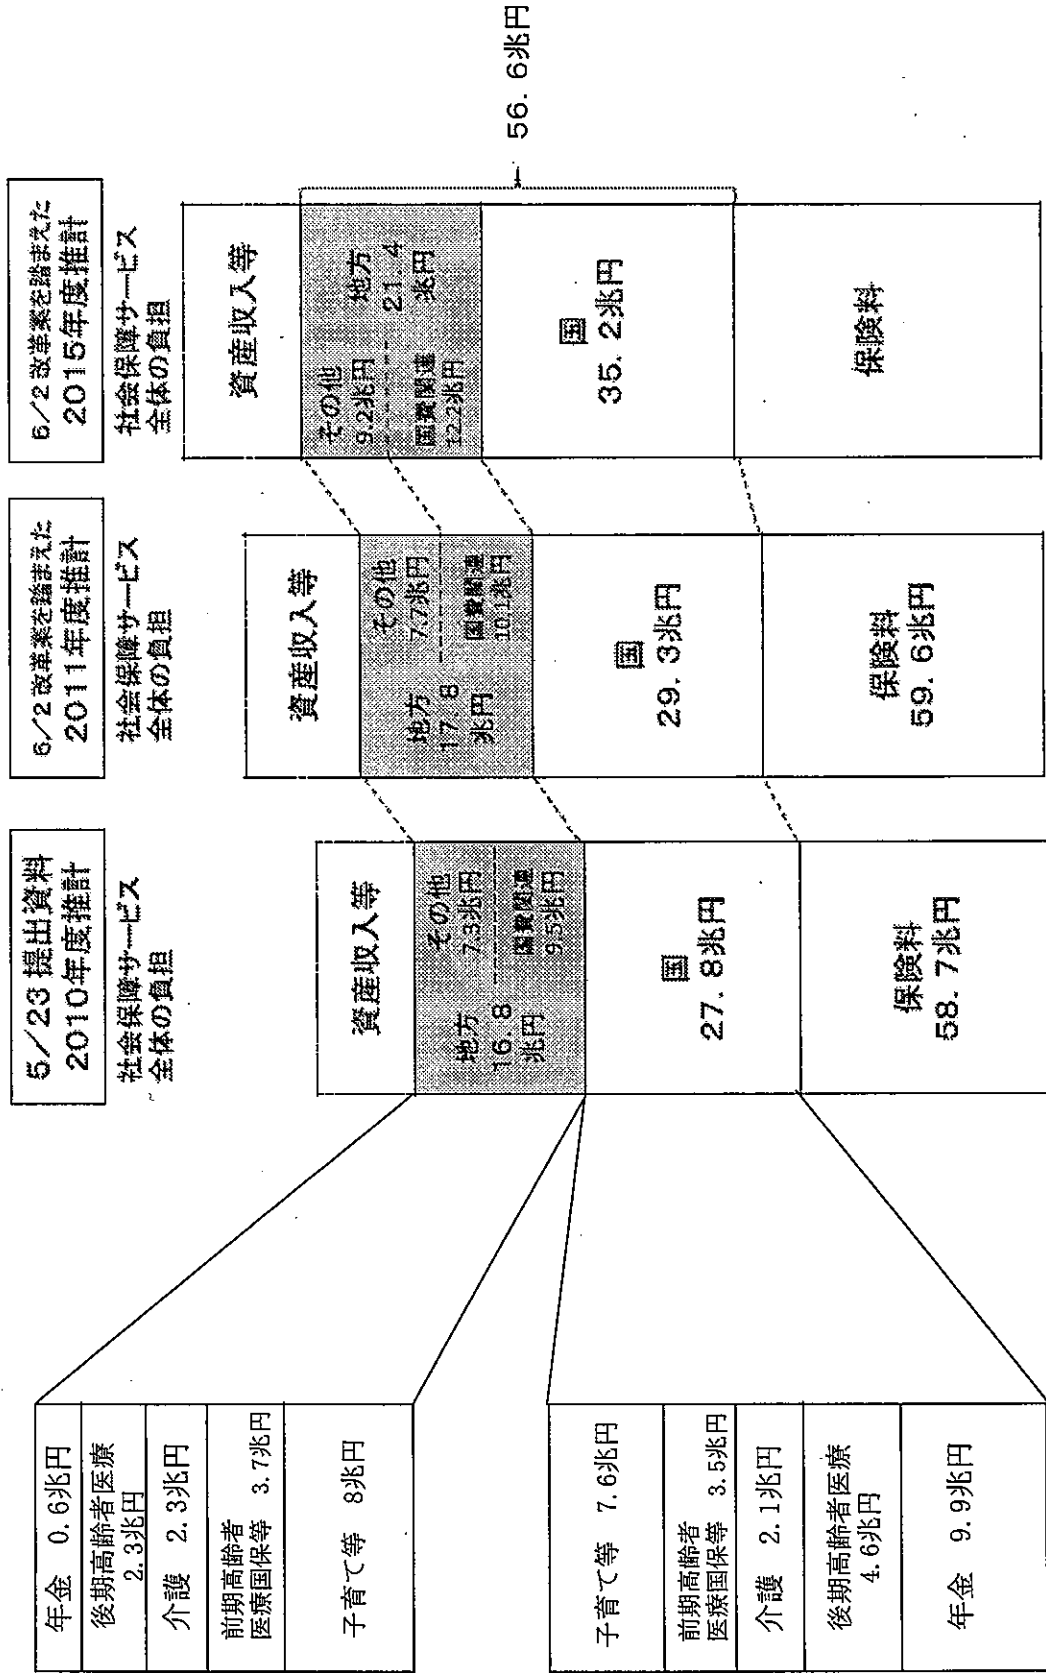 5/23提出資料
2010年度推計
社会保障サービス
全体の負担
6/2改革案を踏まえた
2011年度推計
社会保障サービス
全体の負担
6/2改革案を踏まえた
2015年度推計
社会保障サービス
全体の負担
年金 0.6兆円
後期高齢者医療
2.3兆円
介護 2.3兆円
前期高齢者
医療国保等 3.7兆円
子育て等 8兆円
子育て等 7.6兆円
前期高齢者
医療国保等 3.5兆円
介護 2.1兆円
後期高齢者医療
4.6兆円
年金 9.9兆円
資産収入等
地方
16.8
兆円
その他
7.3兆円
国費関連
9.5兆円
国
27.8兆円
保険料
58.7兆円
資産収入等
地方
17.8
兆円
その他
7.7兆円
国費関連
10.1兆円
国
29.3兆円
保険料
59.6兆円
資産収入等
その他
9.2兆円
国費関連
12.2兆円
地方
21.4
兆円
国
35.2兆円
保険料
56.6兆円